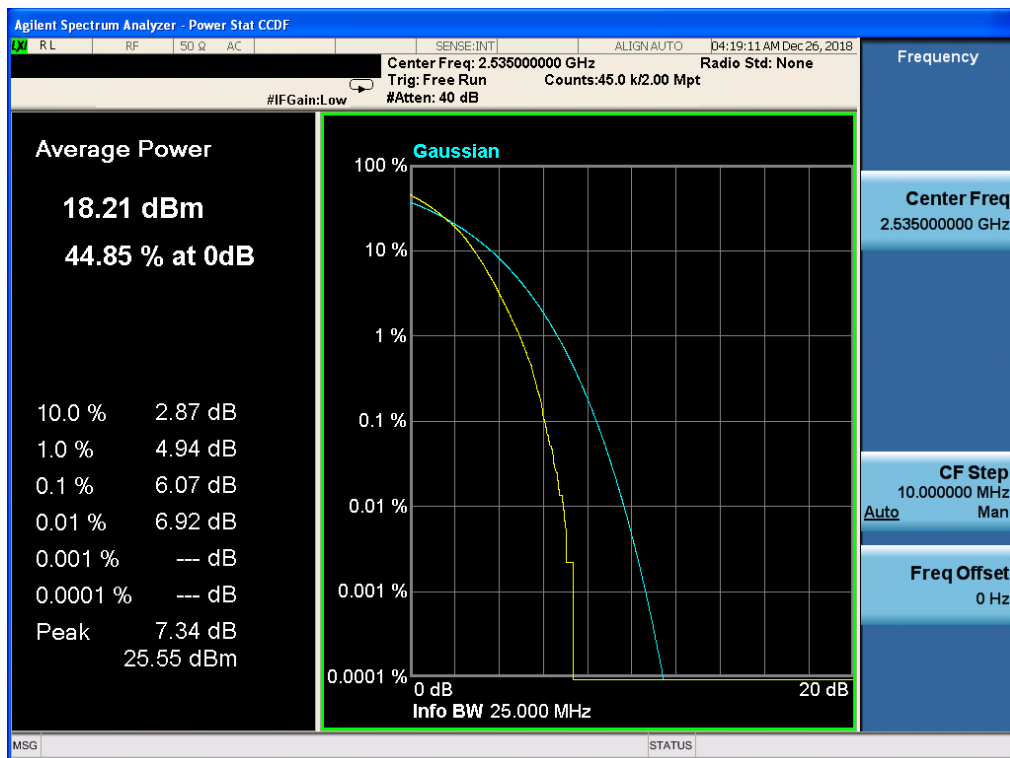 Agilent Spectrum Analyzer - Power Stat CCDF
LXI RL RF 50 Ω AC SENSE:INT ALIGN AUTO 04:19:11 AM Dec 26, 2018
Center Freq: 2.535000000 GHz Radio Std: None
Trig: Free Run Counts:45.0 k/2.00 Mpt
#IFGain:Low #Atten: 40 dB
Average Power
18.21 dBm
44.85 % at 0dB
10.0 % 2.87 dB
1.0 % 4.94 dB
0.1 % 6.07 dB
0.01 % 6.92 dB
0.001 % --- dB
0.0001 % --- dB
Peak 7.34 dB
25.55 dBm
Gaussian
100 %
10 %
1 %
0.1 %
0.01 %
0.001 %
0.0001 %
0 dB 20 dB
Info BW 25.000 MHz
Frequency
Center Freq
2.535000000 GHz
CF Step
10.000000 MHz
Auto Man
Freq Offset
0 Hz
MSG STATUS